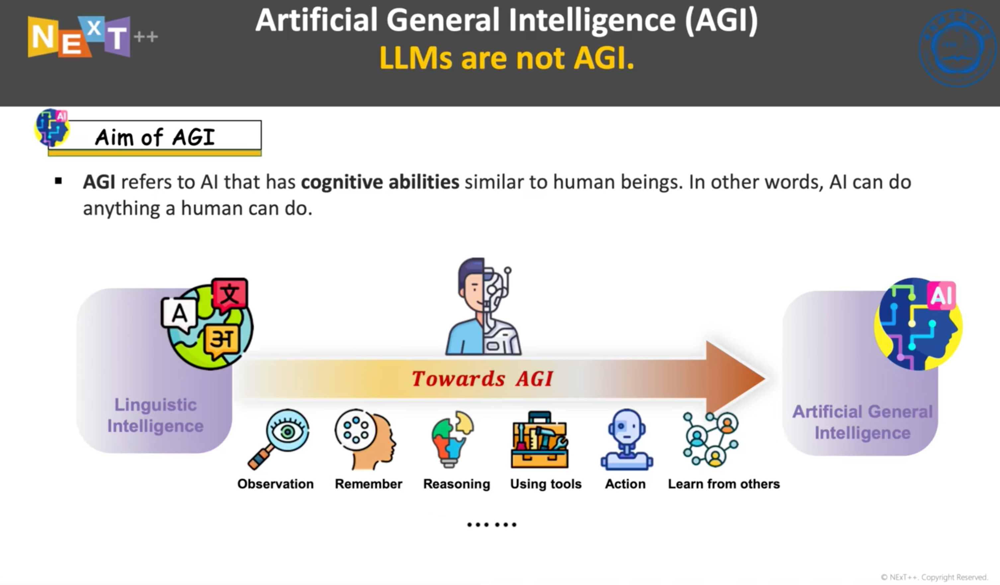 NExT++
Artificial General Intelligence (AGI)
LLMs are not AGI.
AI
Aim of AGI
▪ AGI refers to AI that has cognitive abilities similar to human beings. In other words, AI can do
anything a human can do.
文
A
अ
AI
Towards AGI
Linguistic
Intelligence
Artificial General
Intelligence
Observation
Remember
Reasoning
Using tools
Action
Learn from others
……
© NExT++. Copyright Reserved.